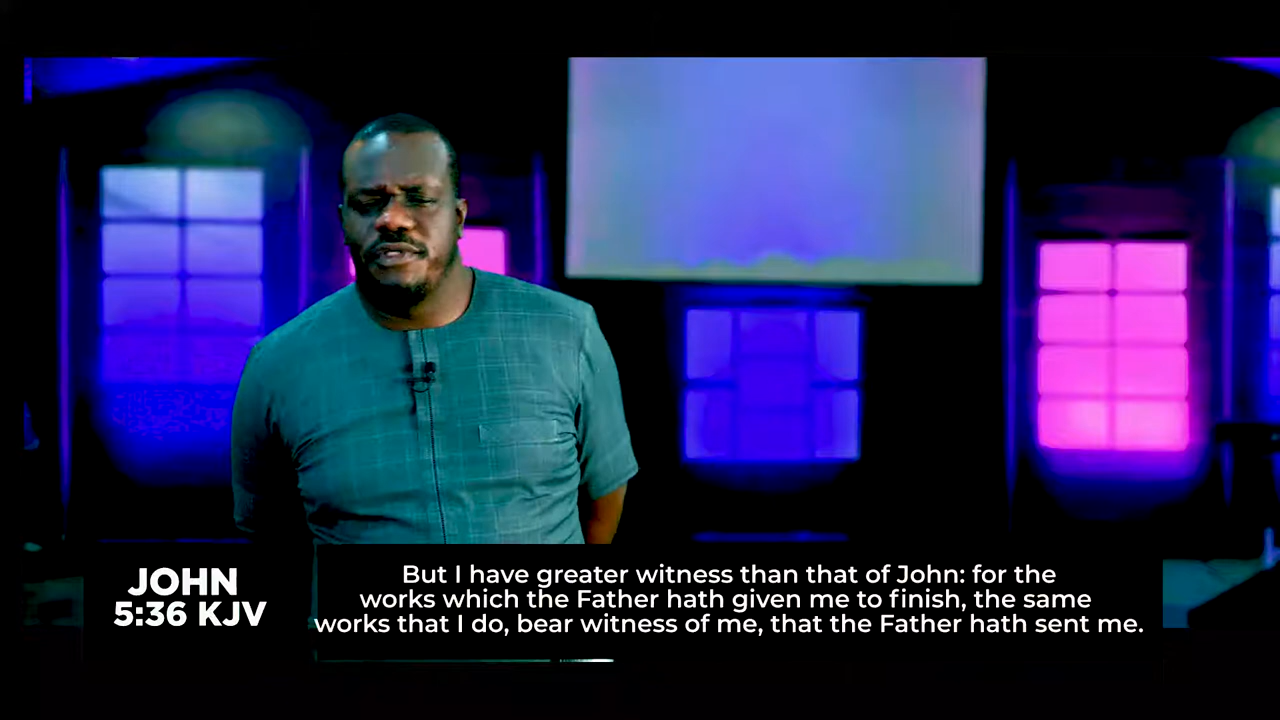 JOHN
5:36 KJV
But I have greater witness than that of John: for the
works which the Father hath given me to finish, the same
works that I do, bear witness of me, that the Father hath sent me.